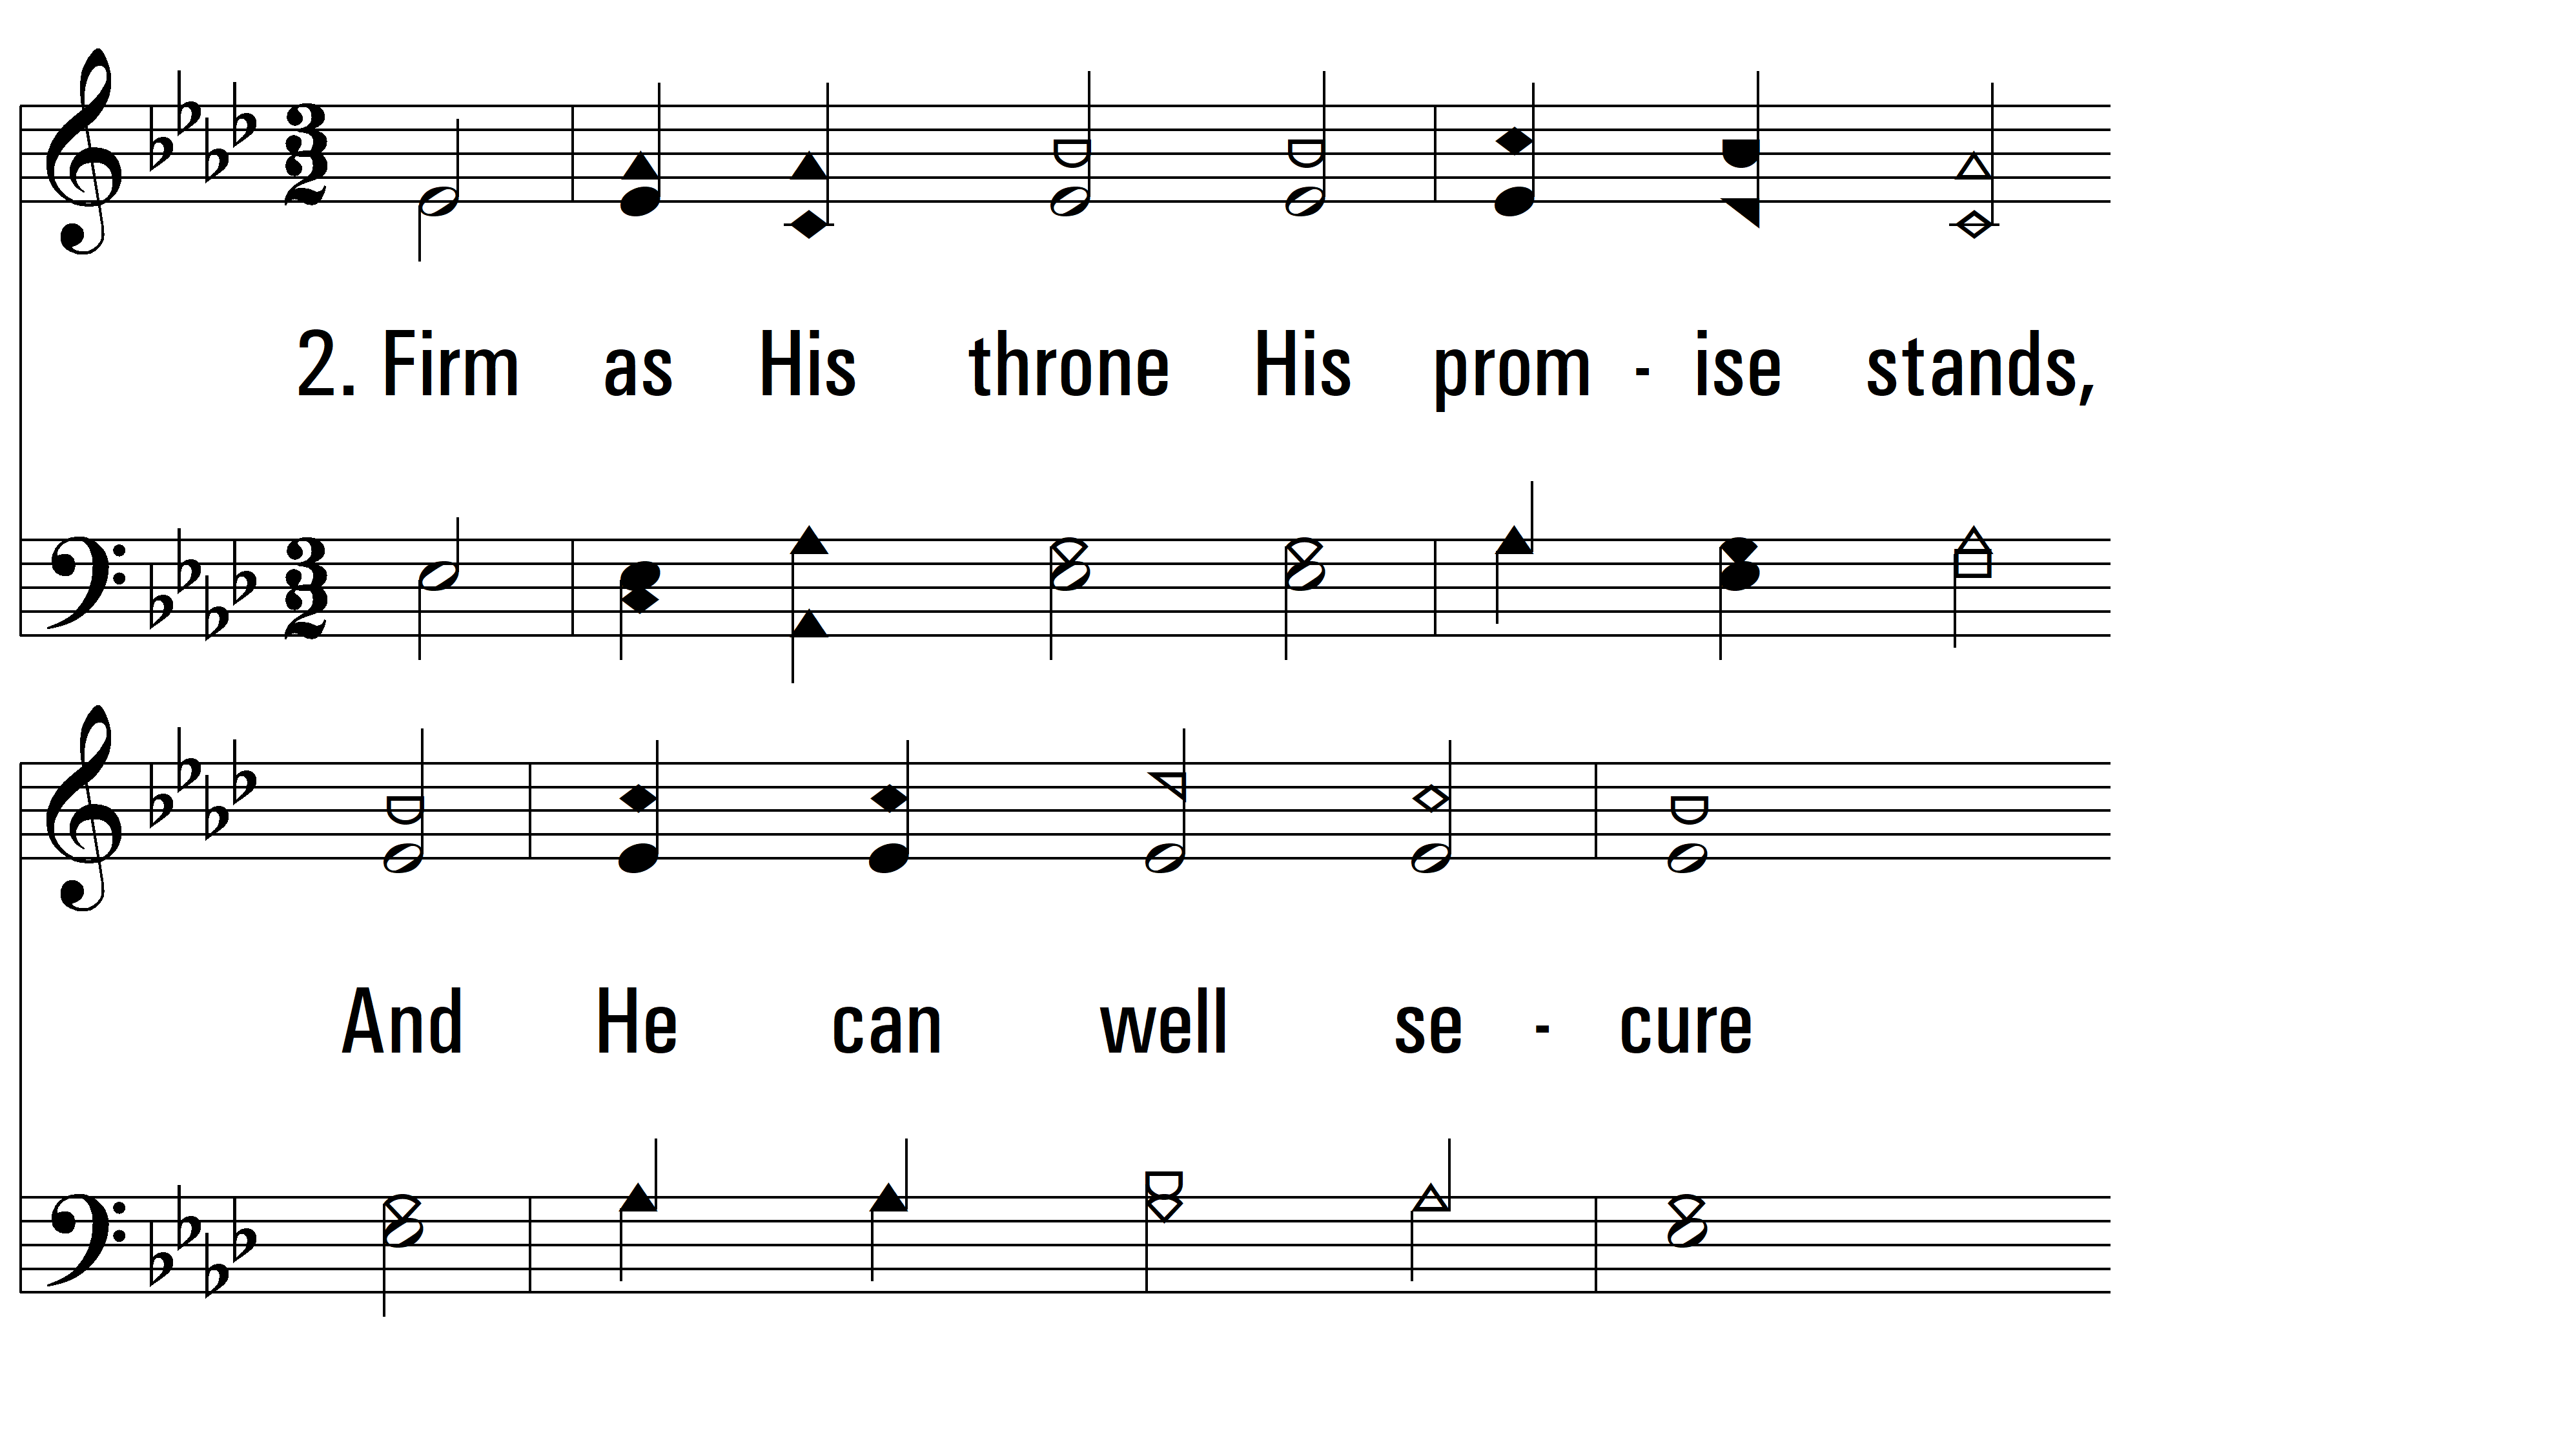 2. Firm as His throne His prom - ise stands,
And He can well se - cure